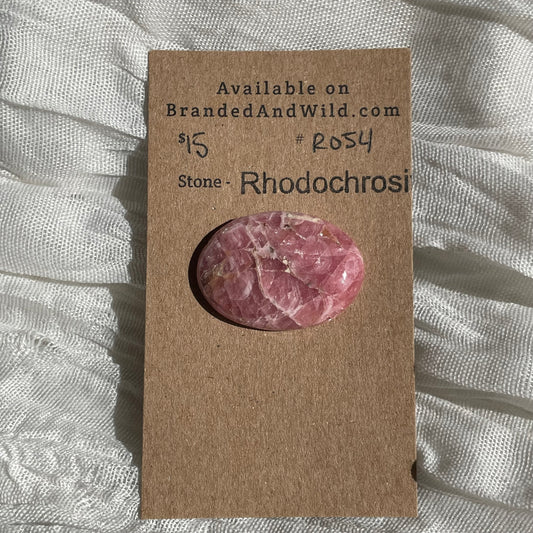 Available on
BrandedAndWild.com
$15 # R054
Stone - Rhodochrosi